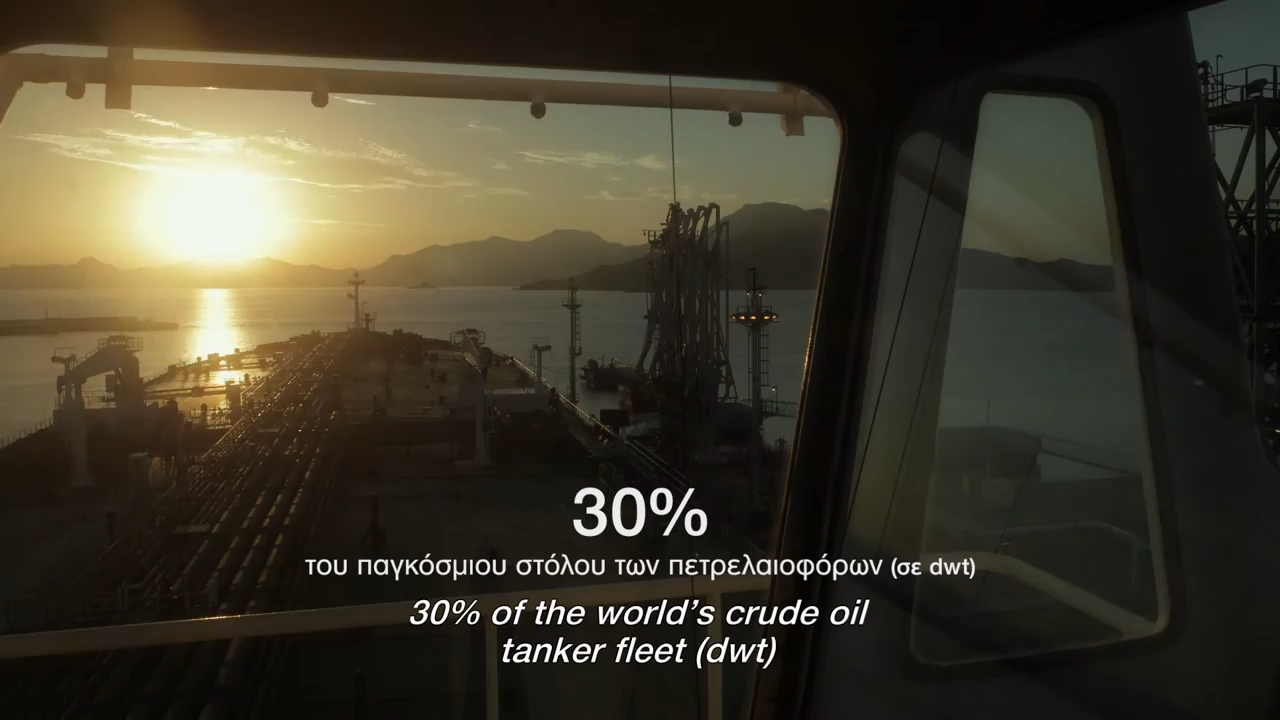 30%
του παγκόσμιου στόλου των πετρελαιοφόρων (σε dwt)
30% of the world's crude oil
tanker fleet (dwt)